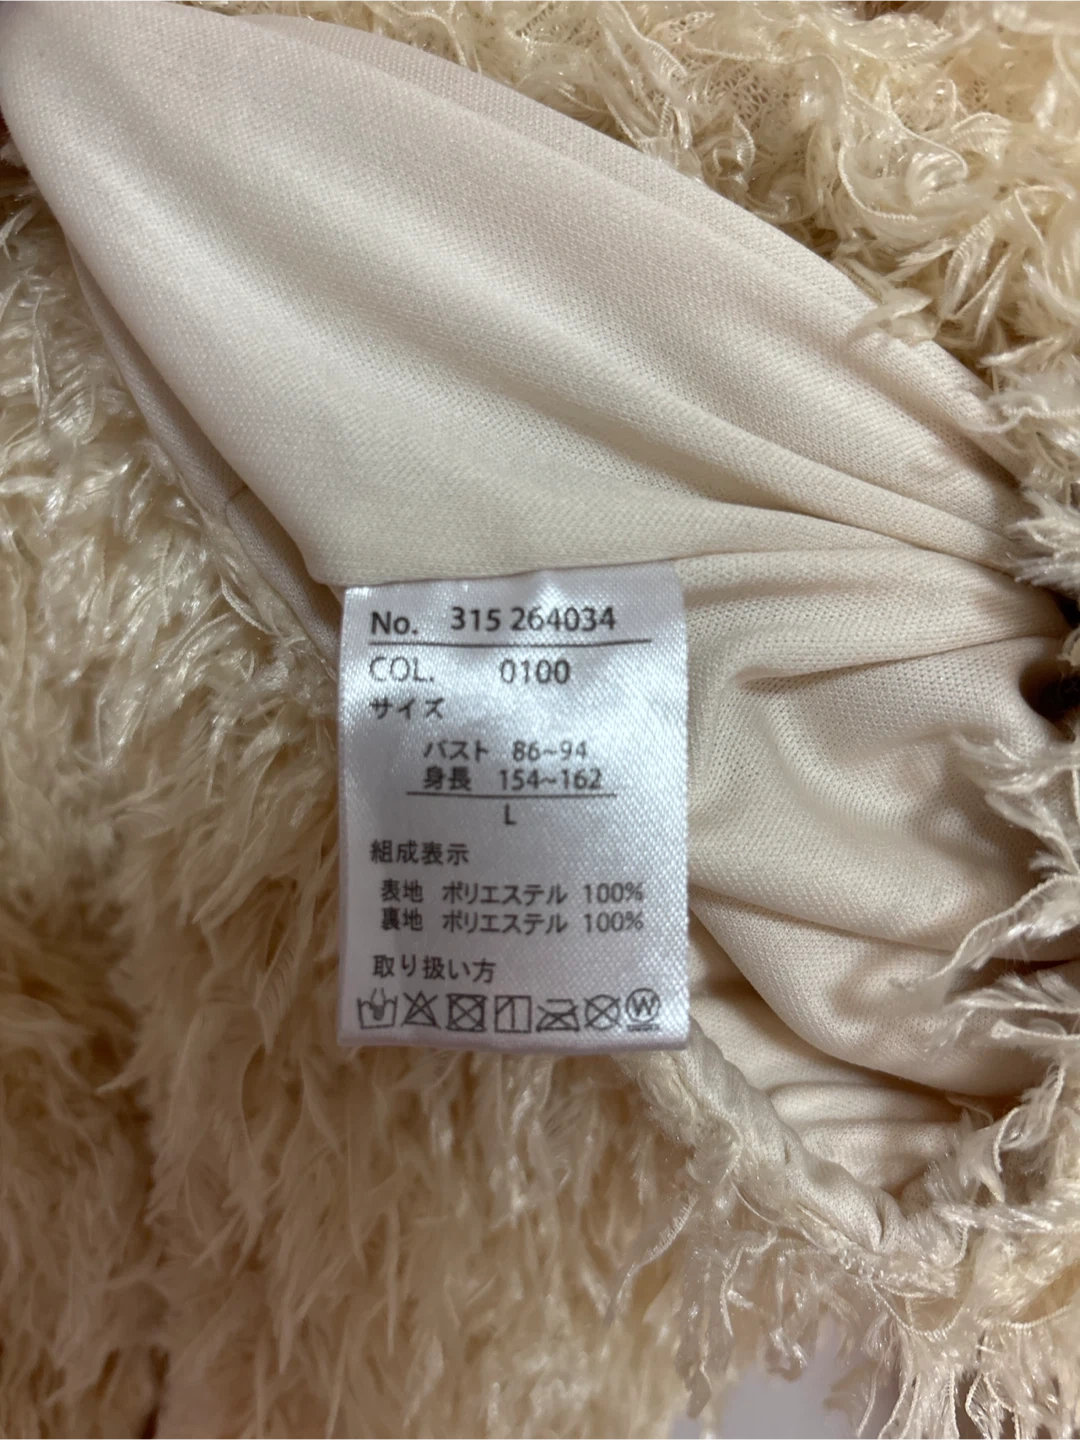 No. 315 264034
COL. 0100
サイズ
バスト 86~94
身長 154~162
L
組成表示
表地 ポリエステル 100%
裏地 ポリエステル 100%
取り扱い方
W